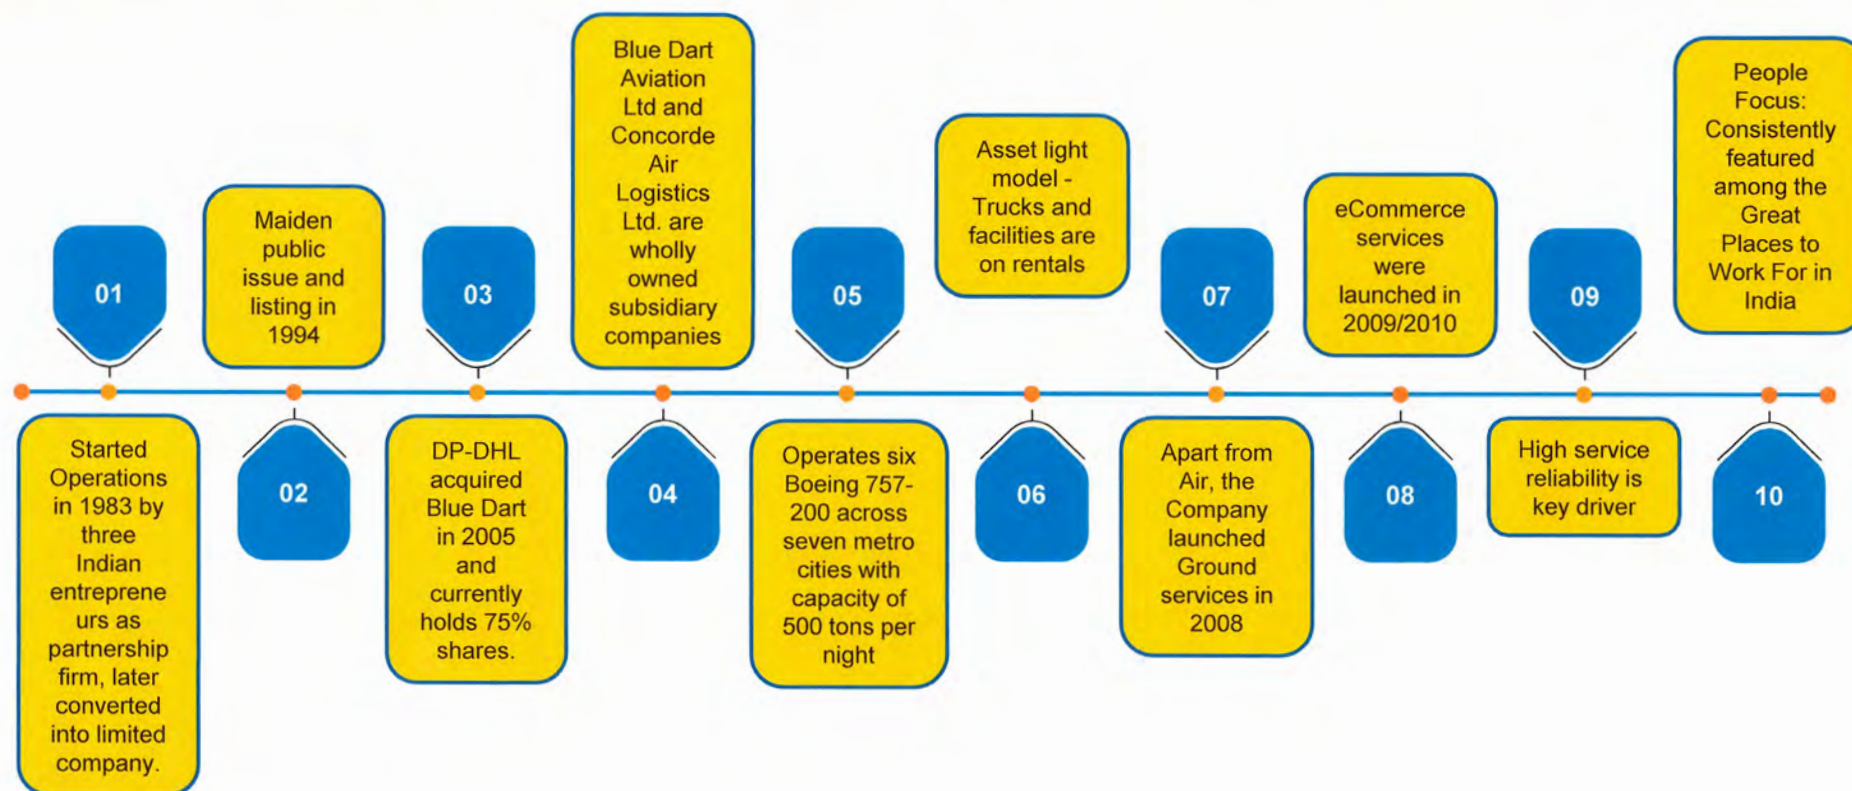 01
Started
Operations
in 1983 by
three
Indian
entreprene
urs as
partnership
firm, later
converted
into limited
company.
Maiden
public
issue and
listing in
1994
02
03
DP-DHL
acquired
Blue Dart
in 2005
and
currently
holds 75%
shares.
Blue Dart
Aviation
Ltd and
Concorde
Air
Logistics
Ltd. are
wholly
owned
subsidiary
companies
04
05
Operates six
Boeing 757-
200 across
seven metro
cities with
capacity of
500 tons per
night
Asset light
model -
Trucks and
facilities are
on rentals
06
07
Apart from
Air, the
Company
launched
Ground
services in
2008
eCommerce
services
were
launched in
2009/2010
08
09
High service
reliability is
key driver
People
Focus:
Consistently
featured
among the
Great
Places to
Work For in
India
10